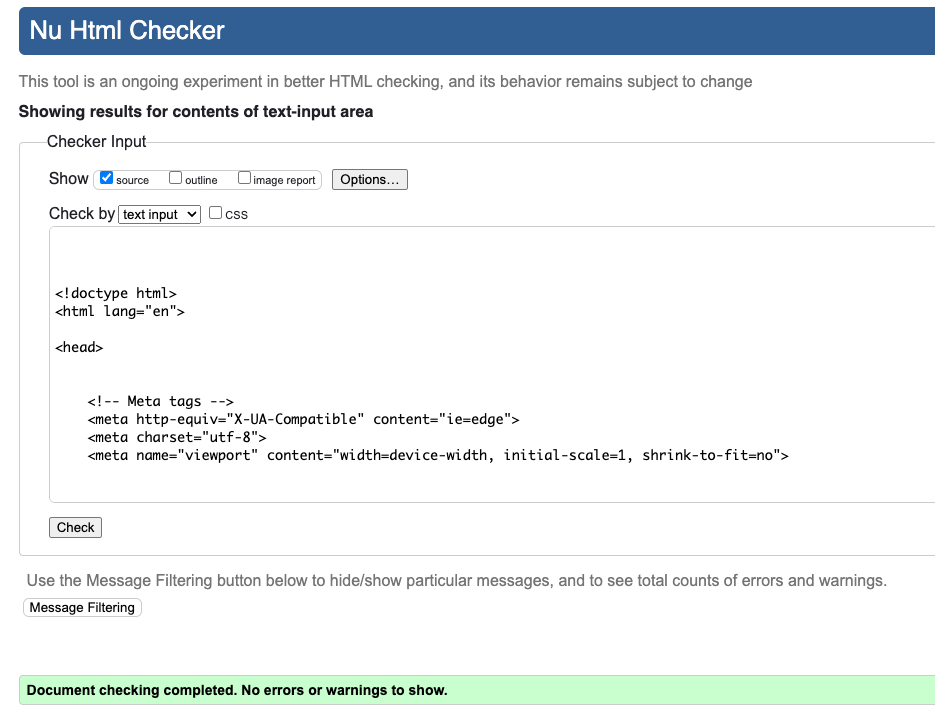 Nu Html Checker
This tool is an ongoing experiment in better HTML checking, and its behavior remains subject to change
Showing results for contents of text-input area
Checker Input
Show source outline image report Options...
Check by text input css
<!doctype html>
<html lang="en">
<head>
<!-- Meta tags -->
<meta http-equiv="X-UA-Compatible" content="ie=edge">
<meta charset="utf-8">
<meta name="viewport" content="width=device-width, initial-scale=1, shrink-to-fit=no">
Check
Use the Message Filtering button below to hide/show particular messages, and to see total counts of errors and warnings.
Message Filtering
Document checking completed. No errors or warnings to show.